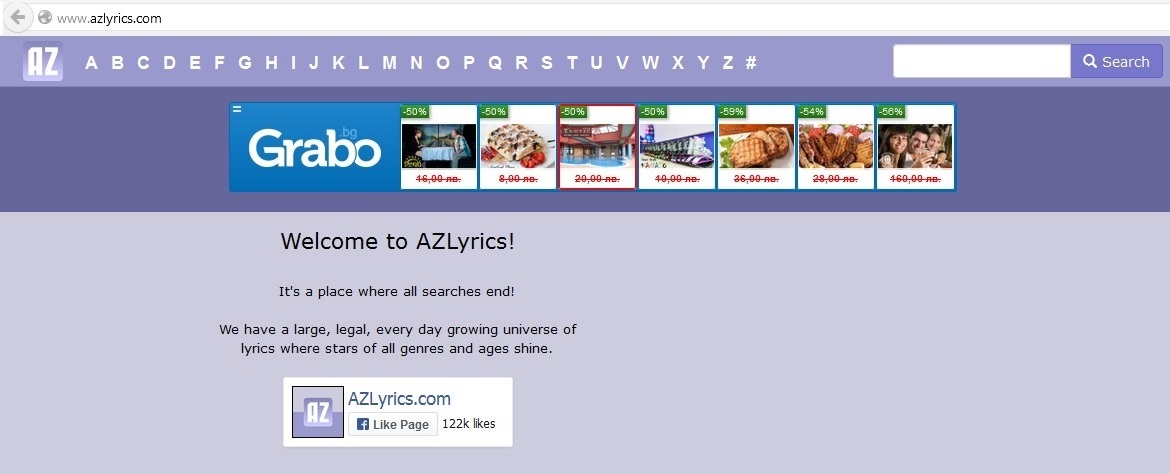 www.azlyrics.com
AZ A B C D E F G H I J K L M N O P Q R S T U V W X Y Z # Search
Grabo.bg
-50% -50% -50% -50% -59% -54% -56%
16,00 лв. 8,00 лв. 20,00 лв. 10,00 лв. 36,00 лв. 28,00 лв. 160,00 лв.
Welcome to AZLyrics!
It's a place where all searches end!
We have a large, legal, every day growing universe of
lyrics where stars of all genres and ages shine.
AZ AZLyrics.com
Like Page 122k likes